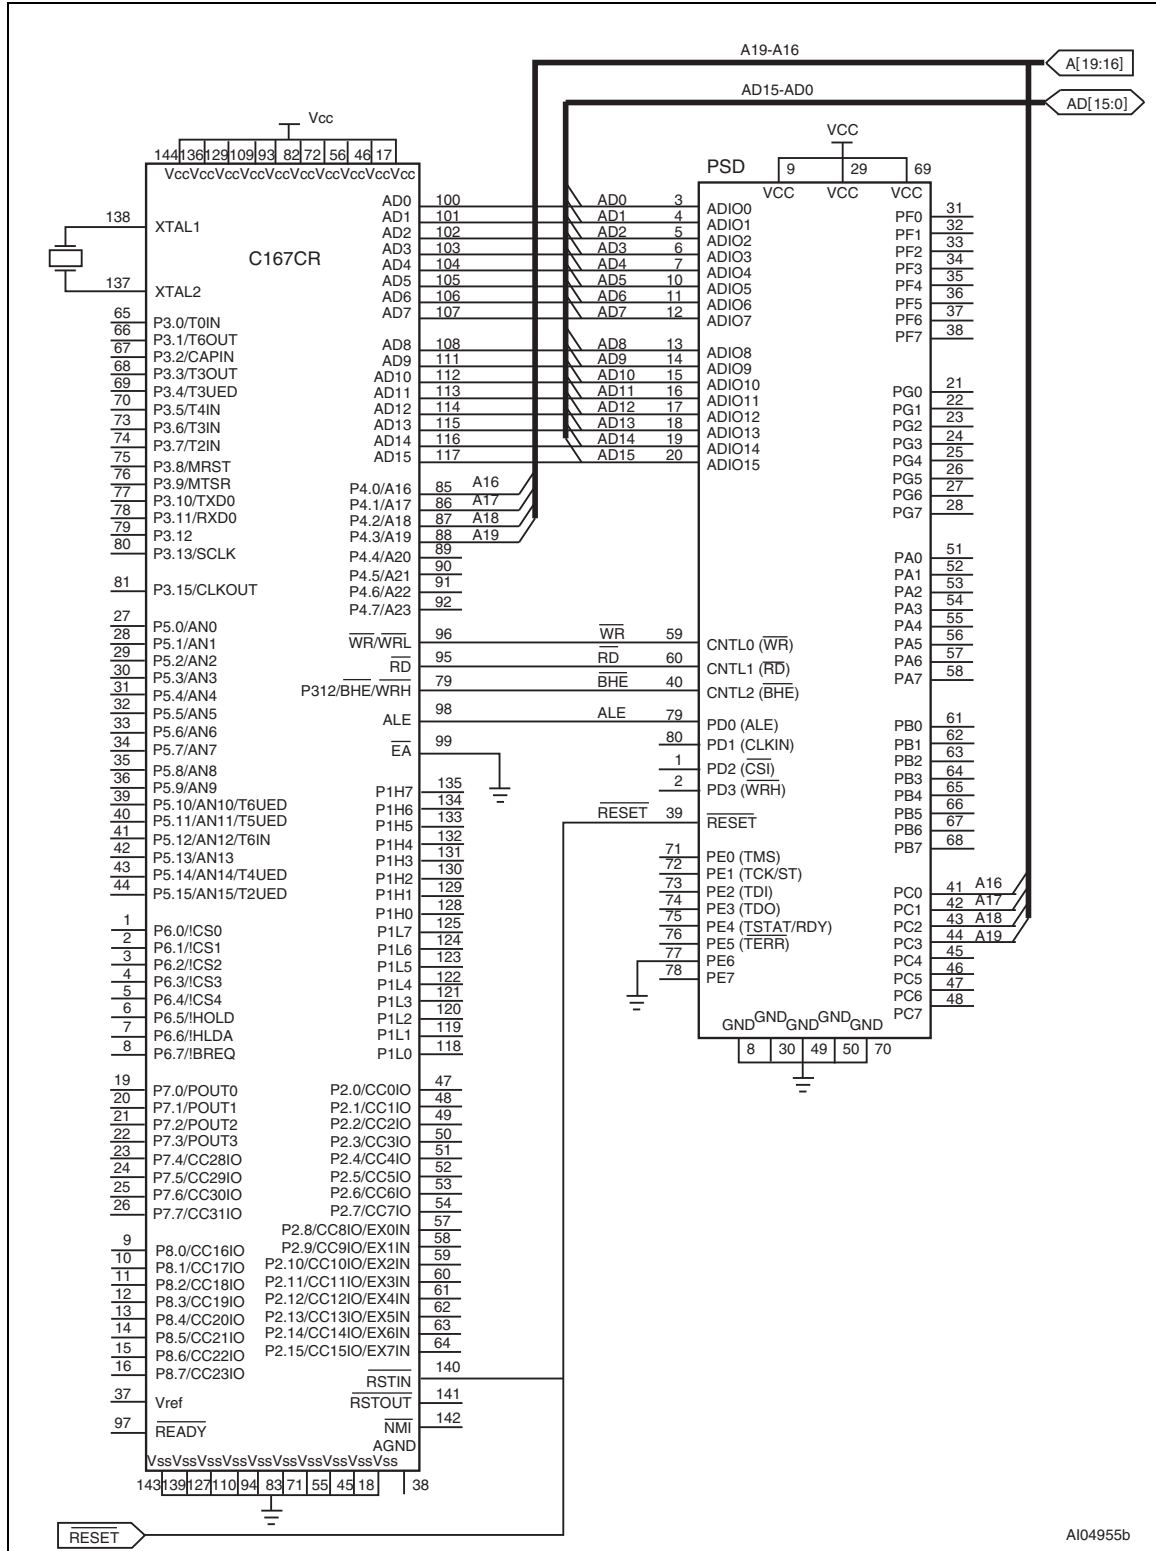 A19-A16
A[19:16]
AD15-AD0
AD[15:0]
Vcc
144 136 129 109 93 82 72 56 46 17
Vcc Vcc Vcc Vcc Vcc Vcc Vcc Vcc Vcc Vcc
C167CR
138 XTAL1
137 XTAL2
65 P3.0/T0IN
66 P3.1/T6OUT
67 P3.2/CAPIN
68 P3.3/T3OUT
69 P3.4/T3UED
70 P3.5/T4IN
73 P3.6/T3IN
74 P3.7/T2IN
75 P3.8/MRST
76 P3.9/MTSR
77 P3.10/TXD0
78 P3.11/RXD0
79 P3.12
80 P3.13/SCLK
81 P3.15/CLKOUT
27 P5.0/AN0
28 P5.1/AN1
29 P5.2/AN2
30 P5.3/AN3
31 P5.4/AN4
32 P5.5/AN5
33 P5.6/AN6
34 P5.7/AN7
35 P5.8/AN8
36 P5.9/AN9
39 P5.10/AN10/T6UED
40 P5.11/AN11/T5UED
41 P5.12/AN12/T6IN
42 P5.13/AN13
43 P5.14/AN14/T4UED
44 P5.15/AN15/T2UED
1 P6.0/!CS0
2 P6.1/!CS1
3 P6.2/!CS2
4 P6.3/!CS3
5 P6.4/!CS4
6 P6.5/!HOLD
7 P6.6/!HLDA
8 P6.7/!BREQ
19 P7.0/POUT0
20 P7.1/POUT1
21 P7.2/POUT2
22 P7.3/POUT3
23 P7.4/CC28IO
24 P7.5/CC29IO
25 P7.6/CC30IO
26 P7.7/CC31IO
9 P8.0/CC16IO
10 P8.1/CC17IO
11 P8.2/CC18IO
12 P8.3/CC19IO
13 P8.4/CC20IO
14 P8.5/CC21IO
15 P8.6/CC22IO
16 P8.7/CC23IO
37 Vref
97 READY
AD0 100 AD0 3 ADIO0
AD1 101 AD1 4 ADIO1
AD2 102 AD2 5 ADIO2
AD3 103 AD3 6 ADIO3
AD4 104 AD4 7 ADIO4
AD5 105 AD5 10 ADIO5
AD6 106 AD6 11 ADIO6
AD7 107 AD7 12 ADIO7
AD8 108 AD8 13 ADIO8
AD9 111 AD9 14 ADIO9
AD10 112 AD10 15 ADIO10
AD11 113 AD11 16 ADIO11
AD12 114 AD12 17 ADIO12
AD13 115 AD13 18 ADIO13
AD14 116 AD14 19 ADIO14
AD15 117 AD15 20 ADIO15
P4.0/A16 85 A16
P4.1/A17 86 A17
P4.2/A18 87 A18
P4.3/A19 88 A19
P4.4/A20 89
P4.5/A21 90
P4.6/A22 91
P4.7/A23 92
WR/WRL 96 WR 59 CNTL0 (WR)
RD 95 RD 60 CNTL1 (RD)
P312/BHE/WRH 79 BHE 40 CNTL2 (BHE)
ALE 98 ALE 79 PD0 (ALE)
EA 99
80 PD1 (CLKIN)
1 PD2 (CSI)
2 PD3 (WRH)
RESET 39 RESET
P1H7 135
P1H6 134
P1H5 133
P1H4 132
P1H3 131
P1H2 130
P1H1 129
P1H0 128
P1L7 125
P1L6 124
P1L5 123
P1L4 122
P1L3 121
P1L2 120
P1L1 119
P1L0 118
P2.0/CC0IO 47
P2.1/CC1IO 48
P2.2/CC2IO 49
P2.3/CC3IO 50
P2.4/CC4IO 51
P2.5/CC5IO 52
P2.6/CC6IO 53
P2.7/CC7IO 54
P2.8/CC8IO/EX0IN 57
P2.9/CC9IO/EX1IN 58
P2.10/CC10IO/EX2IN 59
P2.11/CC11IO/EX3IN 60
P2.12/CC12IO/EX4IN 61
P2.13/CC13IO/EX5IN 62
P2.14/CC14IO/EX6IN 63
P2.15/CC15IO/EX7IN 64
RSTIN 140
RSTOUT 141
NMI 142
AGND
Vss Vss Vss Vss Vss Vss Vss Vss Vss Vss
143 139 127 110 94 83 71 55 45 18 38
RESET
VCC
PSD
9 29 69
VCC VCC VCC
71 PE0 (TMS)
72 PE1 (TCK/ST)
73 PE2 (TDI)
74 PE3 (TDO)
75 PE4 (TSTAT/RDY)
76 PE5 (TERR)
77 PE6
78 PE7
PF0 31
PF1 32
PF2 33
PF3 34
PF4 35
PF5 36
PF6 37
PF7 38
PG0 21
PG1 22
PG2 23
PG3 24
PG4 25
PG5 26
PG6 27
PG7 28
PA0 51
PA1 52
PA2 53
PA3 54
PA4 55
PA5 56
PA6 57
PA7 58
PB0 61
PB1 62
PB2 63
PB3 64
PB4 65
PB5 66
PB6 67
PB7 68
PC0 41 A16
PC1 42 A17
PC2 43 A18
PC3 44 A19
PC4 45
PC5 46
PC6 47
PC7 48
GND GND GND GND GND
8 30 49 50 70
AI04955b